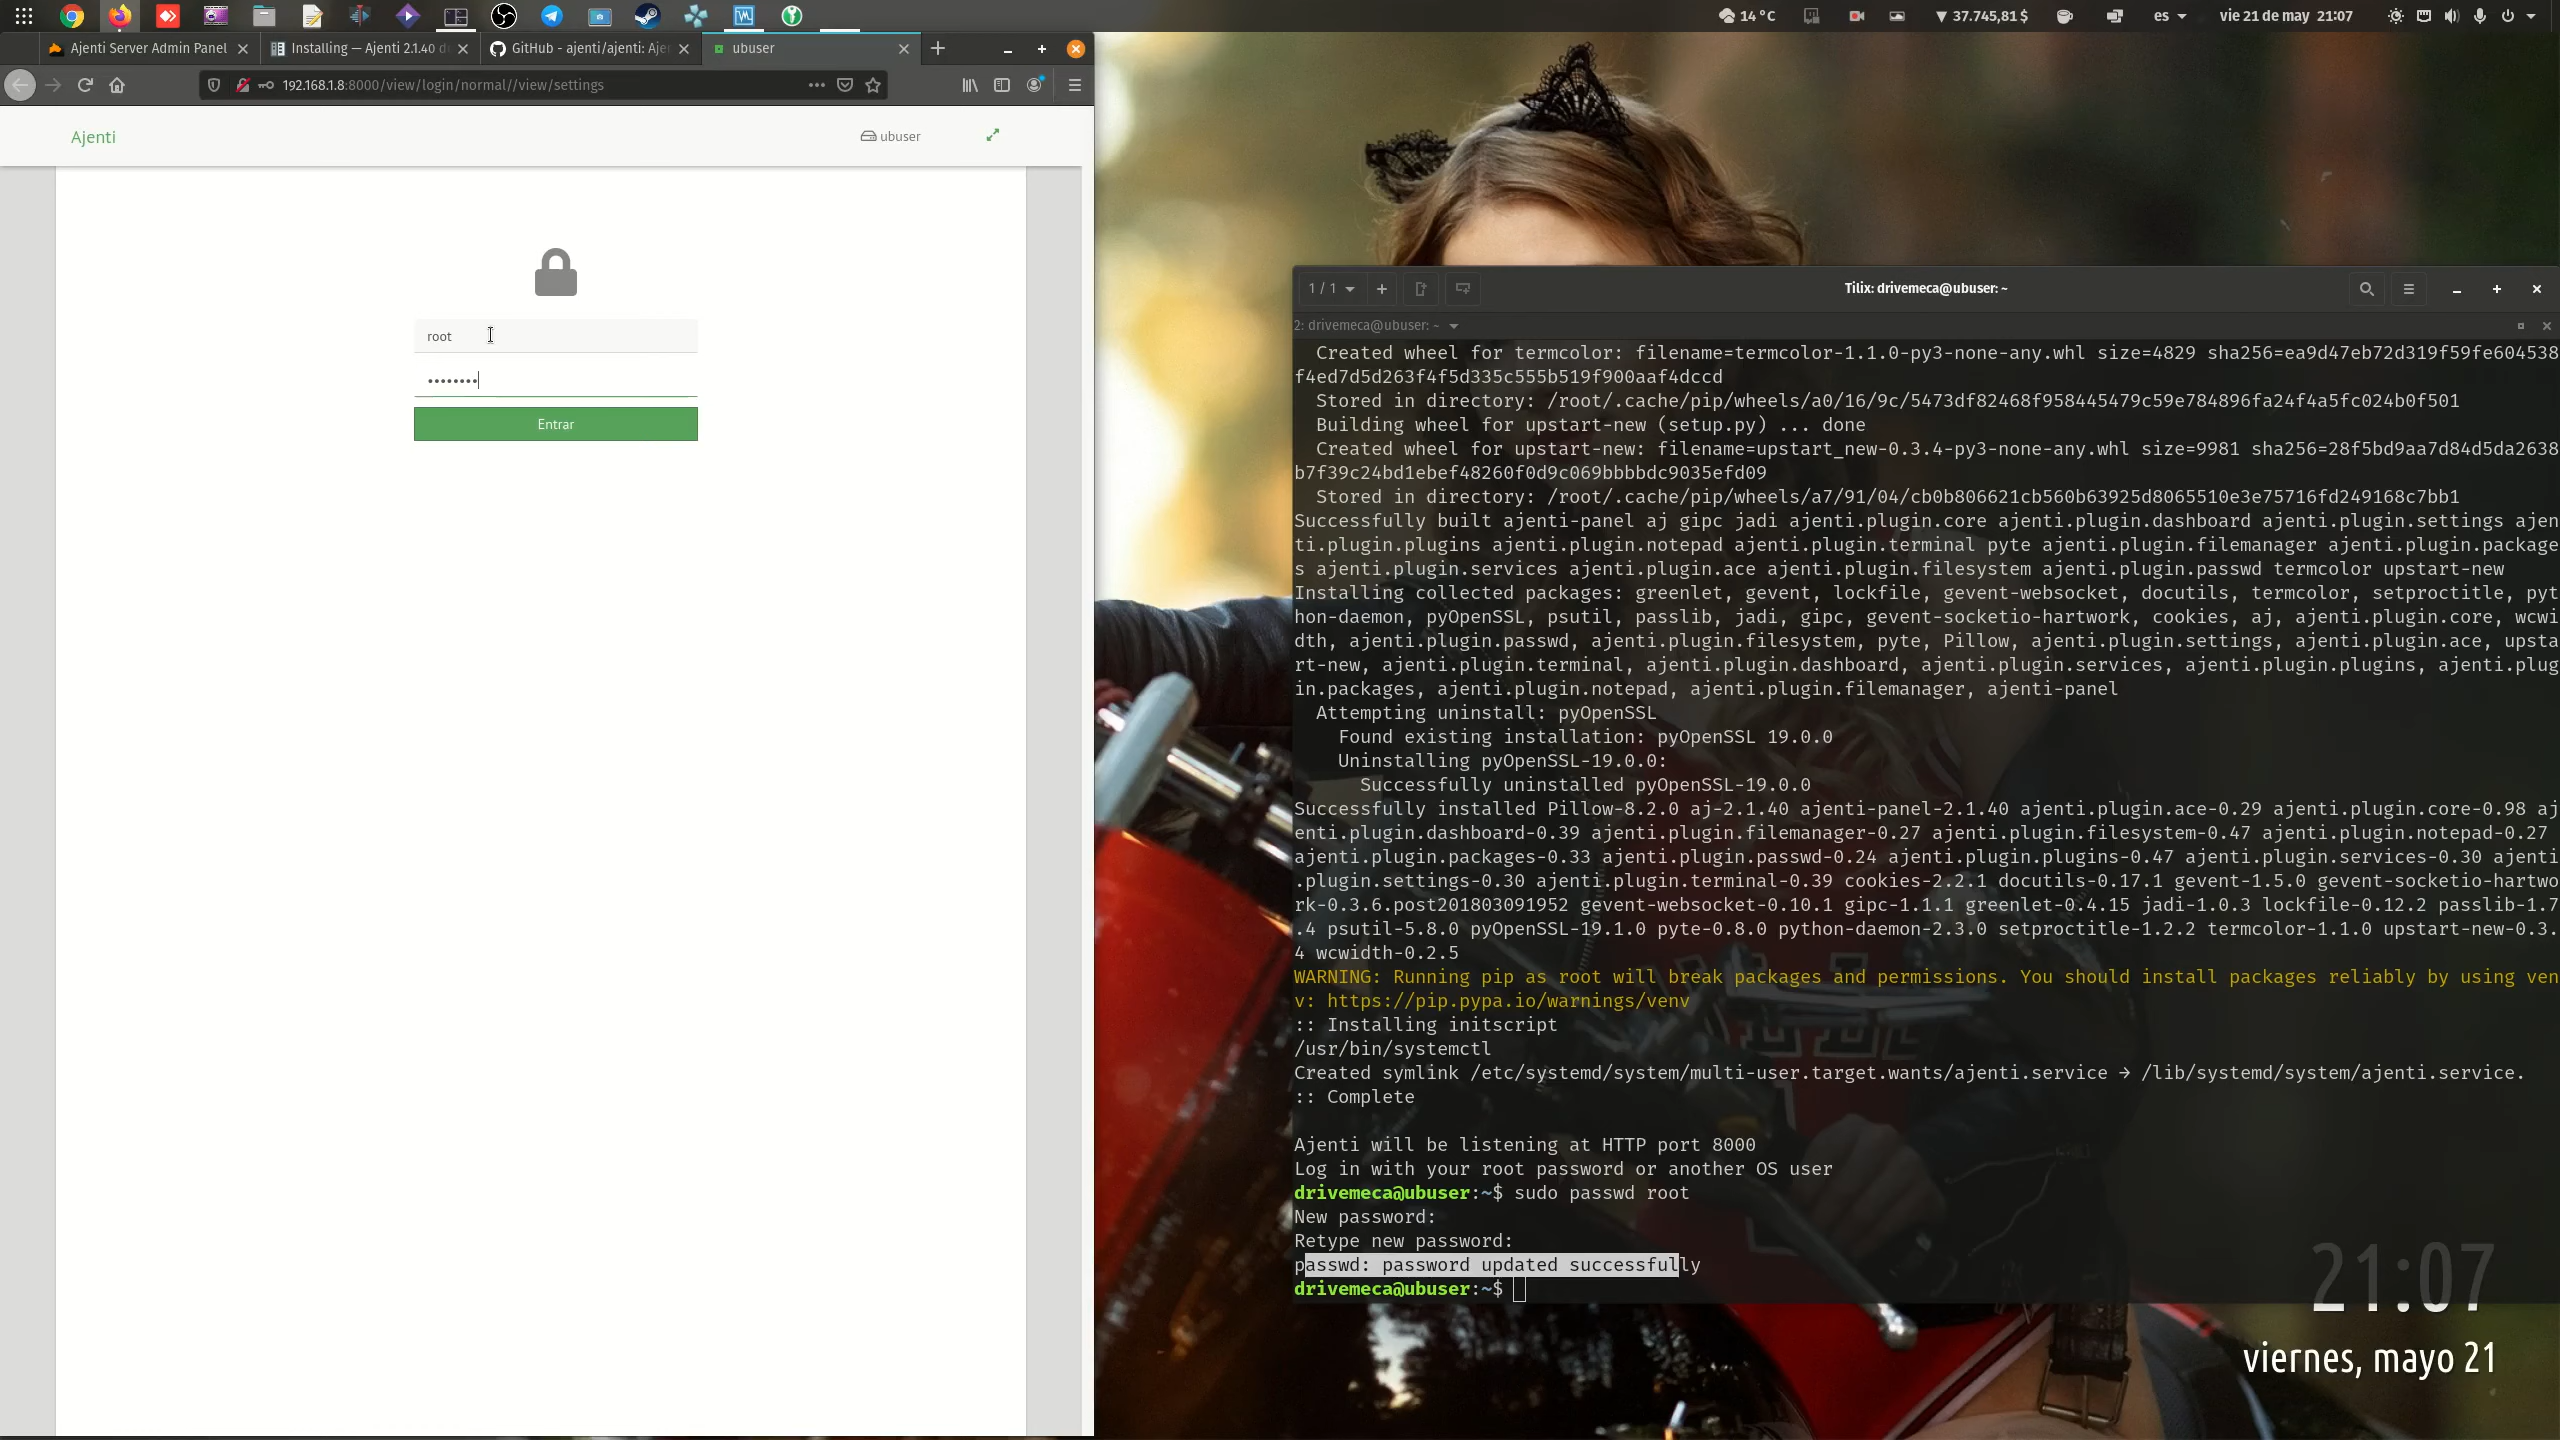 14 °C
37.745,81 $
es
vie 21 de may 21:07
Ajenti Server Admin Panel
Installing — Ajenti 2.1.40 d
GitHub - ajenti/ajenti: Aje
ubuser
192.168.1.8:8000/view/login/normal//view/settings
Ajenti
ubuser
root
••••••••
Entrar
1 / 1
Tilix: drivemeca@ubuser: ~
2: drivemeca@ubuser: ~
Created wheel for termcolor: filename=termcolor-1.1.0-py3-none-any.whl size=4829 sha256=ea9d47eb72d319f59fe604538
f4ed7d5d263f4f5d335c555b519f900aaf4dccd
Stored in directory: /root/.cache/pip/wheels/a0/16/9c/5473df82468f958445479c59e784896fa24f4a5fc024b0f501
Building wheel for upstart-new (setup.py) ... done
Created wheel for upstart-new: filename=upstart_new-0.3.4-py3-none-any.whl size=9981 sha256=28f5bd9aa7d84d5da2638
b7f39c24bd1ebef48260f0d9c069bbbbdc9035efd09
Stored in directory: /root/.cache/pip/wheels/a7/91/04/cb0b806621cb560b63925d8065510e3e75716fd249168c7bb1
Successfully built ajenti-panel aj gipc jadi ajenti.plugin.core ajenti.plugin.dashboard ajenti.plugin.settings ajen
ti.plugin.plugins ajenti.plugin.notepad ajenti.plugin.terminal pyte ajenti.plugin.filemanager ajenti.plugin.package
s ajenti.plugin.services ajenti.plugin.ace ajenti.plugin.filesystem ajenti.plugin.passwd termcolor upstart-new
Installing collected packages: greenlet, gevent, lockfile, gevent-websocket, docutils, termcolor, setproctitle, pyt
hon-daemon, pyOpenSSL, psutil, passlib, jadi, gipc, gevent-socketio-hartwork, cookies, aj, ajenti.plugin.core, wcwi
dth, ajenti.plugin.passwd, ajenti.plugin.filesystem, pyte, Pillow, ajenti.plugin.settings, ajenti.plugin.ace, upsta
rt-new, ajenti.plugin.terminal, ajenti.plugin.dashboard, ajenti.plugin.services, ajenti.plugin.plugins, ajenti.plug
in.packages, ajenti.plugin.notepad, ajenti.plugin.filemanager, ajenti-panel
Attempting uninstall: pyOpenSSL
Found existing installation: pyOpenSSL 19.0.0
Uninstalling pyOpenSSL-19.0.0:
Successfully uninstalled pyOpenSSL-19.0.0
Successfully installed Pillow-8.2.0 aj-2.1.40 ajenti-panel-2.1.40 ajenti.plugin.ace-0.29 ajenti.plugin.core-0.98 aj
enti.plugin.dashboard-0.39 ajenti.plugin.filemanager-0.27 ajenti.plugin.filesystem-0.47 ajenti.plugin.notepad-0.27
ajenti.plugin.packages-0.33 ajenti.plugin.passwd-0.24 ajenti.plugin.plugins-0.47 ajenti.plugin.services-0.30 ajenti
.plugin.settings-0.30 ajenti.plugin.terminal-0.39 cookies-2.2.1 docutils-0.17.1 gevent-1.5.0 gevent-socketio-hartwo
rk-0.3.6.post201803091952 gevent-websocket-0.10.1 gipc-1.1.1 greenlet-0.4.15 jadi-1.0.3 lockfile-0.12.2 passlib-1.7
.4 psutil-5.8.0 pyOpenSSL-19.1.0 pyte-0.8.0 python-daemon-2.3.0 setproctitle-1.2.2 termcolor-1.1.0 upstart-new-0.3.
4 wcwidth-0.2.5
WARNING: Running pip as root will break packages and permissions. You should install packages reliably by using ven
v: https://pip.pypa.io/warnings/venv
:: Installing initscript
/usr/bin/systemctl
Created symlink /etc/systemd/system/multi-user.target.wants/ajenti.service → /lib/systemd/system/ajenti.service.
:: Complete
Ajenti will be listening at HTTP port 8000
Log in with your root password or another OS user
drivemeca@ubuser:~$ sudo passwd root
New password:
Retype new password:
passwd: password updated successfully
drivemeca@ubuser:~$
21:07
viernes, mayo 21